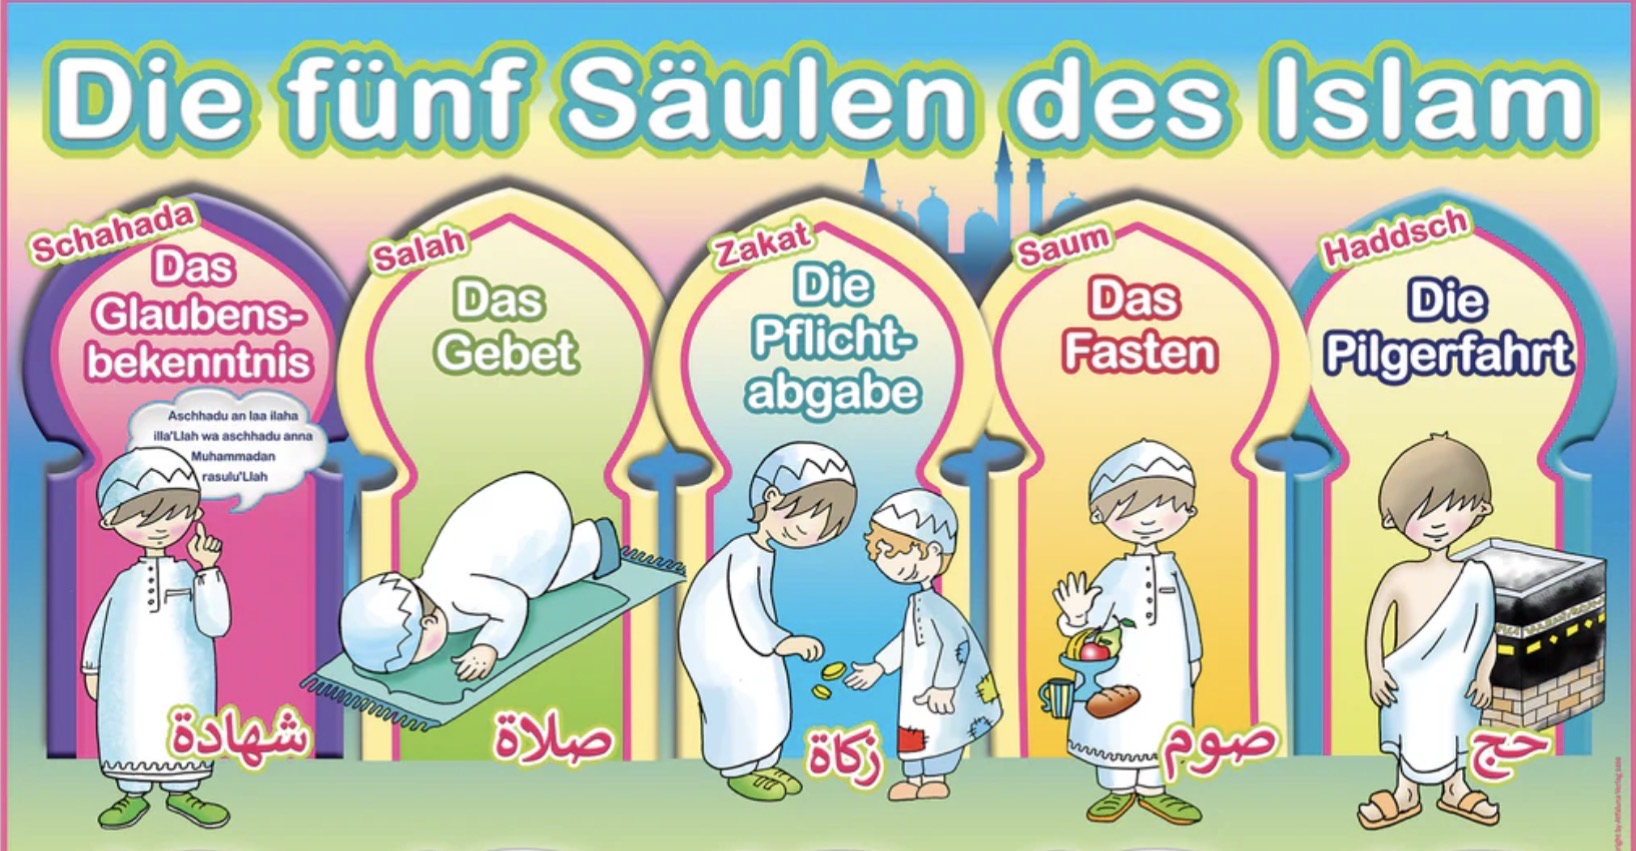 Die fünf Säulen des Islam
Schahada
Das
Glaubens-
bekenntnis
Aschhadu an laa ilaha
illa'Llah wa aschhadu anna
Muhammadan
rasulu'Llah
شهادة
Salah
Das
Gebet
صلاة
Zakat
Die
Pflicht-
abgabe
زكاة
Saum
Das
Fasten
صوم
Haddsch
Die
Pilgerfahrt
حج